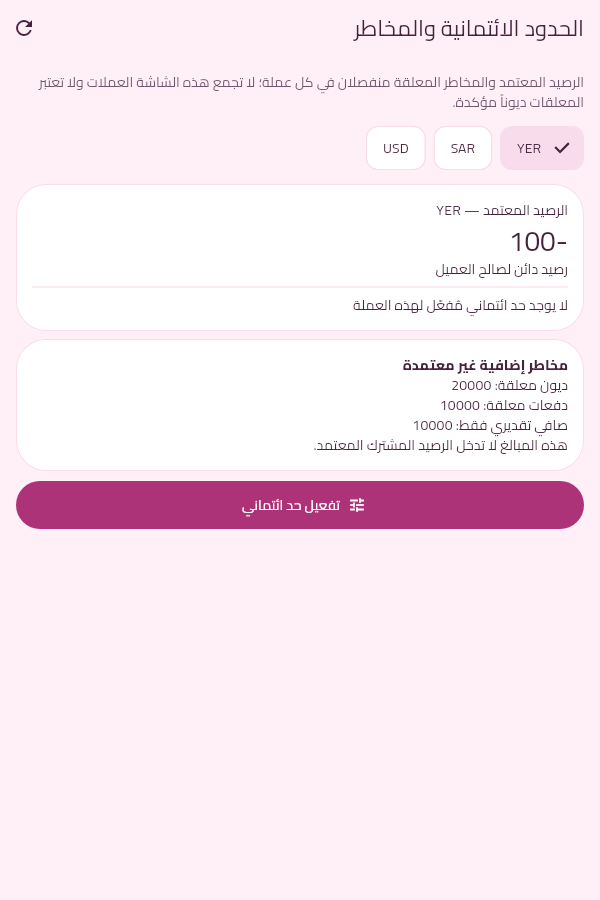 الحدود الائتمانية والمخاطر
الرصيد المعتمد والمخاطر المعلقة منفصلان في كل عملة؛ لا تجمع هذه الشاشة العملات ولا تعتبر
المعلقات ديونا مؤكدة.
YER
SAR
USD
الرصيد المعتمد — YER
-100
رصيد دائن لصالح العميل
لا يوجد حد ائتماني مُفعّل لهذه العملة
مخاطر إضافية غير معتمدة
ديون معلقة: 20000
دفعات معلقة: 10000
صافي تقديري فقط: 10000
هذه المبالغ لا تدخل الرصيد المشترك المعتمد.
تفعيل حد ائتماني